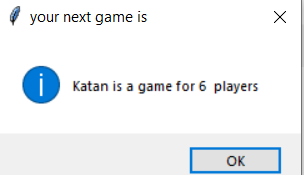 your next game is
Katan is a game for 6  players
OK